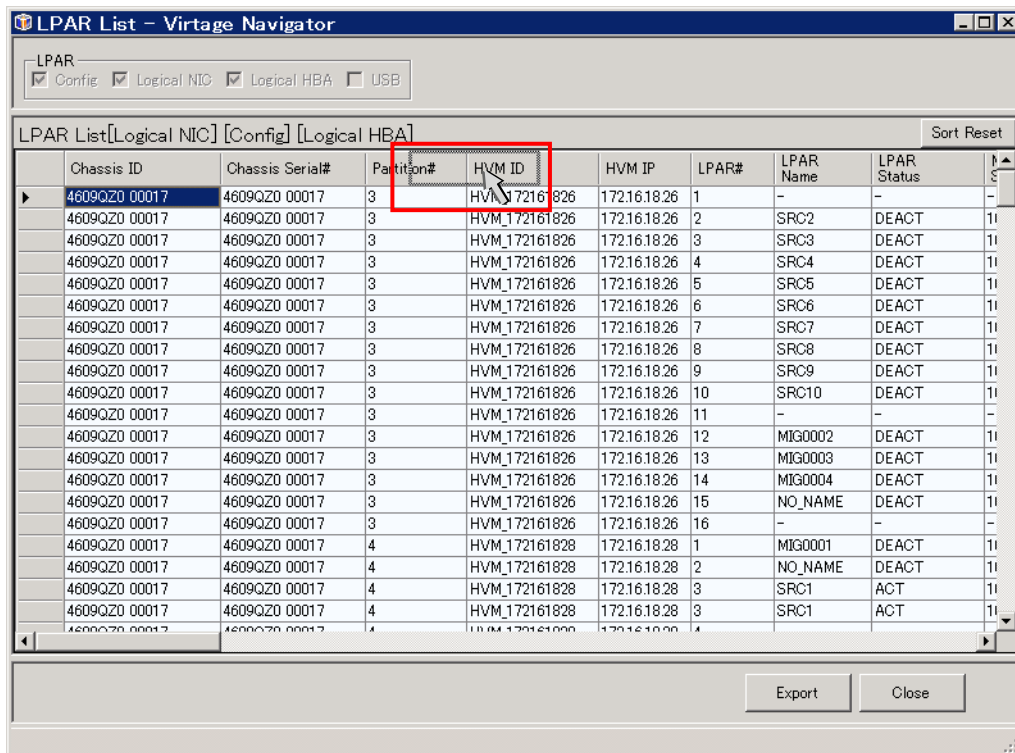 LPAR List - Virtage Navigator
LPAR
Config Logical NIC Logical HBA USB
LPAR List[Logical NIC] [Config] [Logical HBA] Sort Reset
Chassis ID Chassis Serial# Partition# HVM ID HVM IP LPAR# LPAR Name LPAR Status
4609QZ0 00017 4609QZ0 00017 3 HVM_172161826 172.16.18.26 1 - - -
4609QZ0 00017 4609QZ0 00017 3 HVM_172161826 172.16.18.26 2 SRC2 DEACT
4609QZ0 00017 4609QZ0 00017 3 HVM_172161826 172.16.18.26 3 SRC3 DEACT
4609QZ0 00017 4609QZ0 00017 3 HVM_172161826 172.16.18.26 4 SRC4 DEACT
4609QZ0 00017 4609QZ0 00017 3 HVM_172161826 172.16.18.26 5 SRC5 DEACT
4609QZ0 00017 4609QZ0 00017 3 HVM_172161826 172.16.18.26 6 SRC6 DEACT
4609QZ0 00017 4609QZ0 00017 3 HVM_172161826 172.16.18.26 7 SRC7 DEACT
4609QZ0 00017 4609QZ0 00017 3 HVM_172161826 172.16.18.26 8 SRC8 DEACT
4609QZ0 00017 4609QZ0 00017 3 HVM_172161826 172.16.18.26 9 SRC9 DEACT
4609QZ0 00017 4609QZ0 00017 3 HVM_172161826 172.16.18.26 10 SRC10 DEACT
4609QZ0 00017 4609QZ0 00017 3 HVM_172161826 172.16.18.26 11 - - -
4609QZ0 00017 4609QZ0 00017 3 HVM_172161826 172.16.18.26 12 MIG0002 DEACT
4609QZ0 00017 4609QZ0 00017 3 HVM_172161826 172.16.18.26 13 MIG0003 DEACT
4609QZ0 00017 4609QZ0 00017 3 HVM_172161826 172.16.18.26 14 MIG0004 DEACT
4609QZ0 00017 4609QZ0 00017 3 HVM_172161826 172.16.18.26 15 NO_NAME DEACT
4609QZ0 00017 4609QZ0 00017 3 HVM_172161826 172.16.18.26 16 - - -
4609QZ0 00017 4609QZ0 00017 4 HVM_172161828 172.16.18.28 1 MIG0001 DEACT
4609QZ0 00017 4609QZ0 00017 4 HVM_172161828 172.16.18.28 2 NO_NAME DEACT
4609QZ0 00017 4609QZ0 00017 4 HVM_172161828 172.16.18.28 3 SRC1 ACT
4609QZ0 00017 4609QZ0 00017 4 HVM_172161828 172.16.18.28 3 SRC1 ACT
Export Close